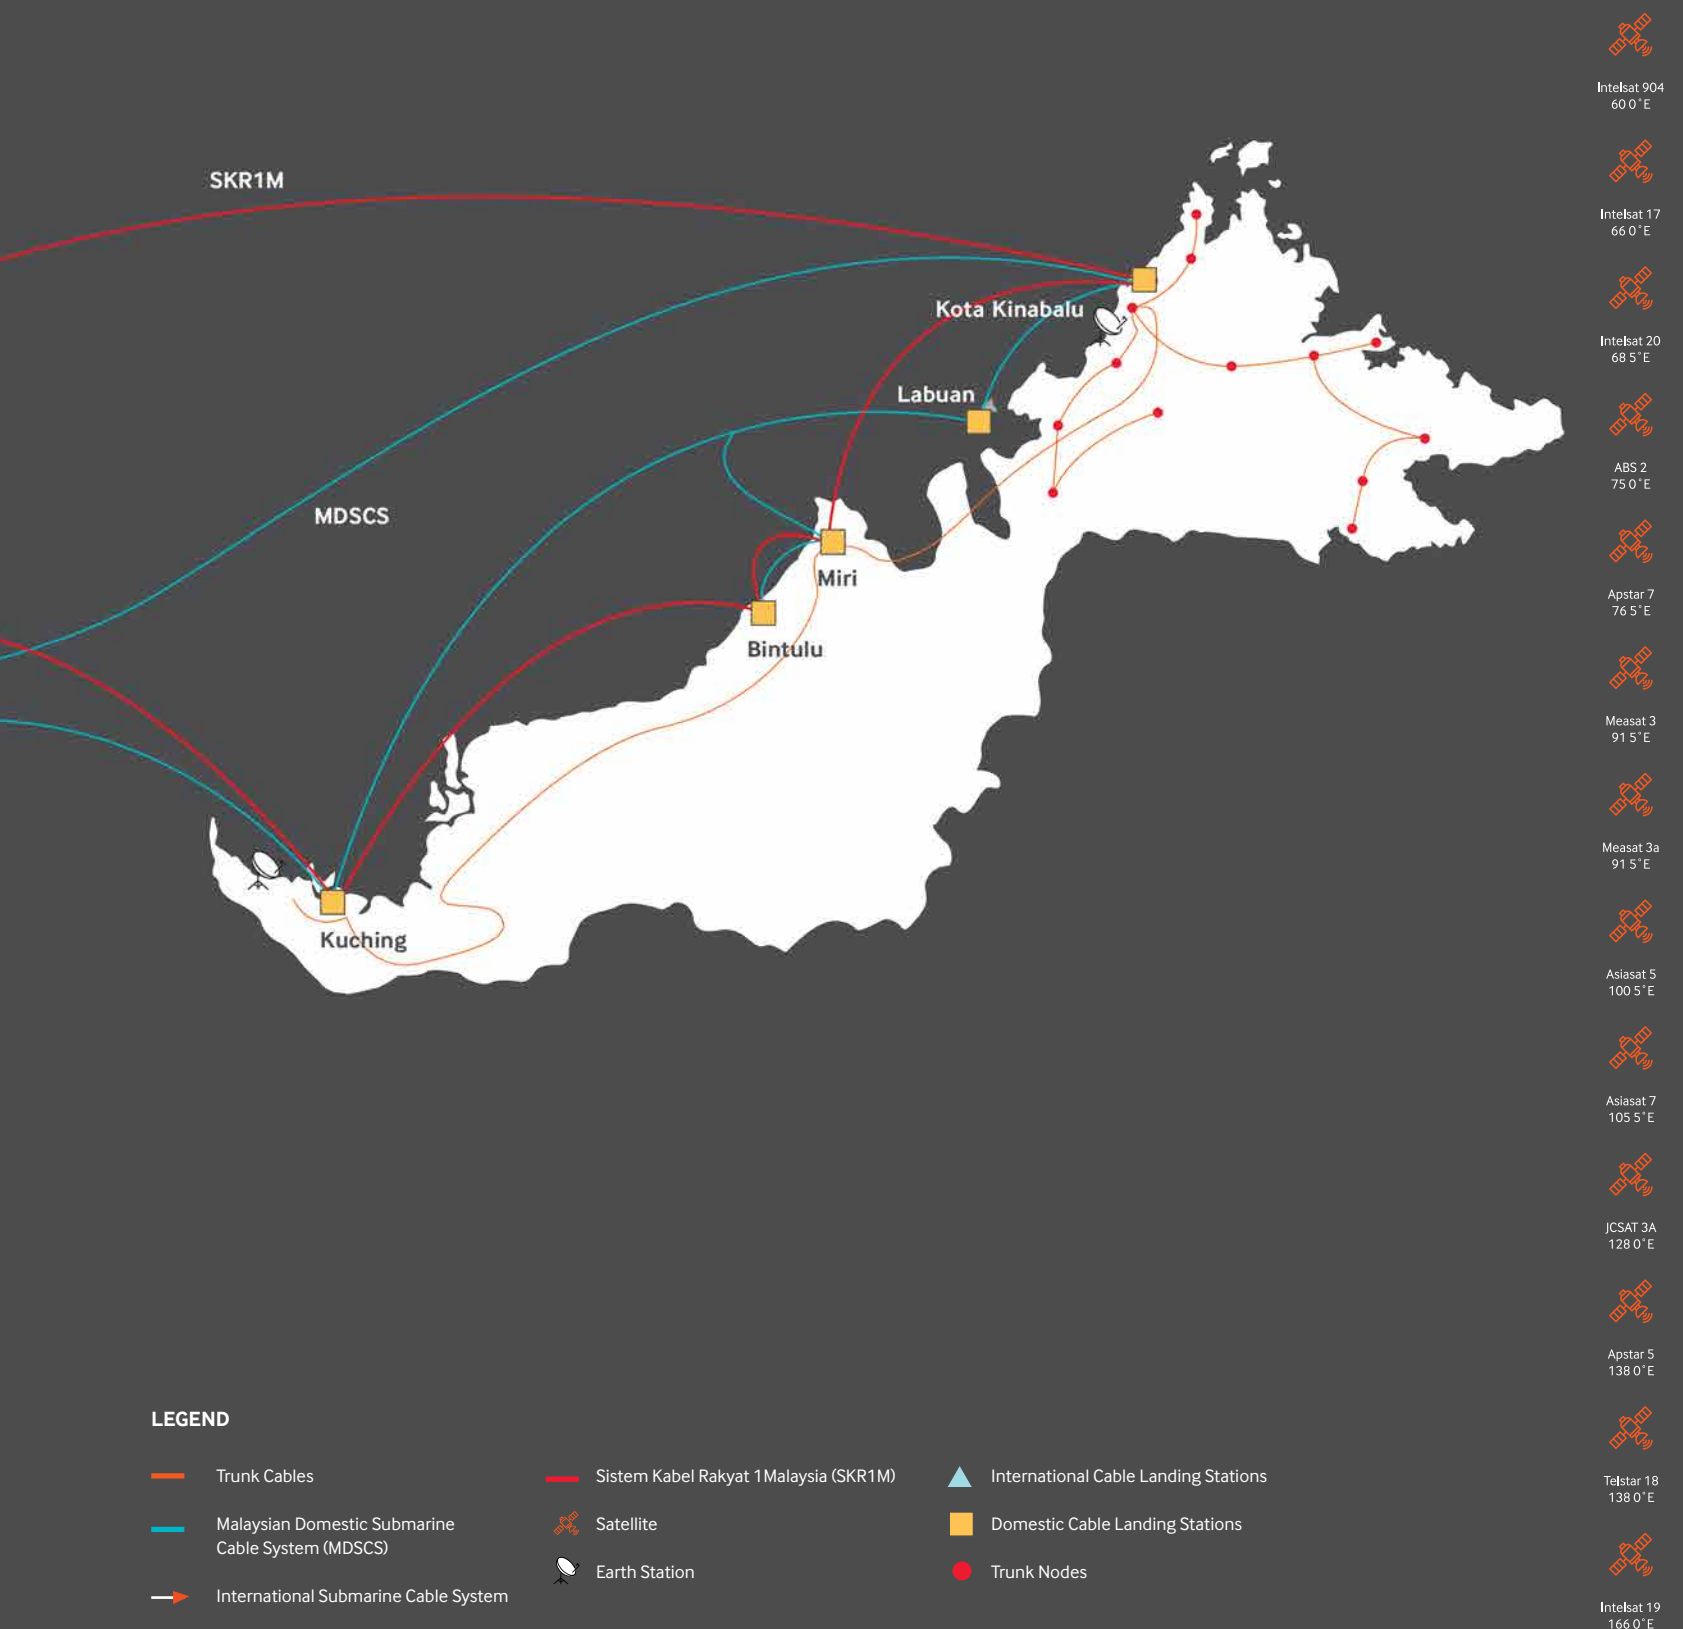 SKR1M
MDSCS
Kota Kinabalu
Labuan
Miri
Bintulu
Kuching
Intelsat 904
60 0˚E
Intelsat 17
66 0˚E
Intelsat 20
68 5˚E
ABS 2
75 0˚E
Apstar 7
76 5˚E
Measat 3
91 5˚E
Measat 3a
91 5˚E
Asiasat 5
100 5˚E
Asiasat 7
105 5˚E
JCSAT 3A
128 0˚E
Apstar 5
138 0˚E
Telstar 18
138 0˚E
Intelsat 19
166 0˚E
LEGEND
Trunk Cables
Malaysian Domestic Submarine
Cable System (MDSCS)
International Submarine Cable System
Sistem Kabel Rakyat 1Malaysia (SKR1M)
Satellite
Earth Station
International Cable Landing Stations
Domestic Cable Landing Stations
Trunk Nodes